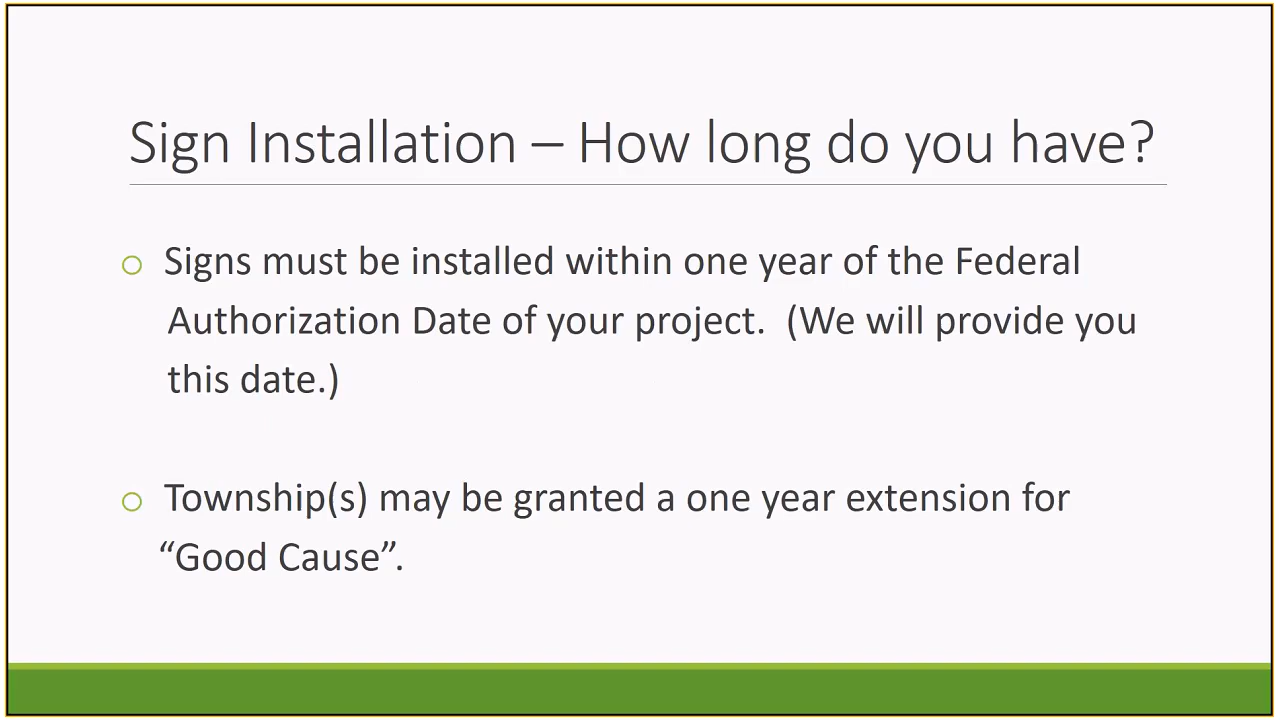 Sign Installation – How long do you have?
Signs must be installed within one year of the Federal
Authorization Date of your project.  (We will provide you
this date.)
Township(s) may be granted a one year extension for
“Good Cause”.